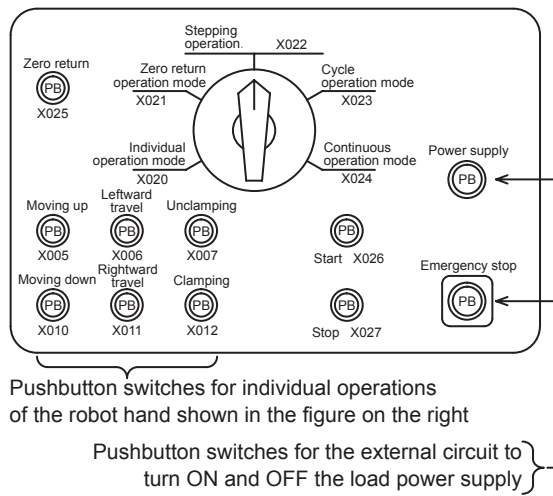 Stepping
operation.
X022
Zero return
PB
X025
Zero return
operation mode
X021
Cycle
operation mode
X023
Individual
operation mode
X020
Continuous
operation mode
X024
Power supply
PB
Moving up
PB
X005
Leftward
travel
PB
X006
Unclamping
PB
X007
PB
Start X026
Emergency stop
PB
Moving down
PB
X010
Rightward
travel
PB
X011
Clamping
PB
X012
PB
Stop X027
Pushbutton switches for individual operations
of the robot hand shown in the figure on the right
Pushbutton switches for the external circuit to
turn ON and OFF the load power supply